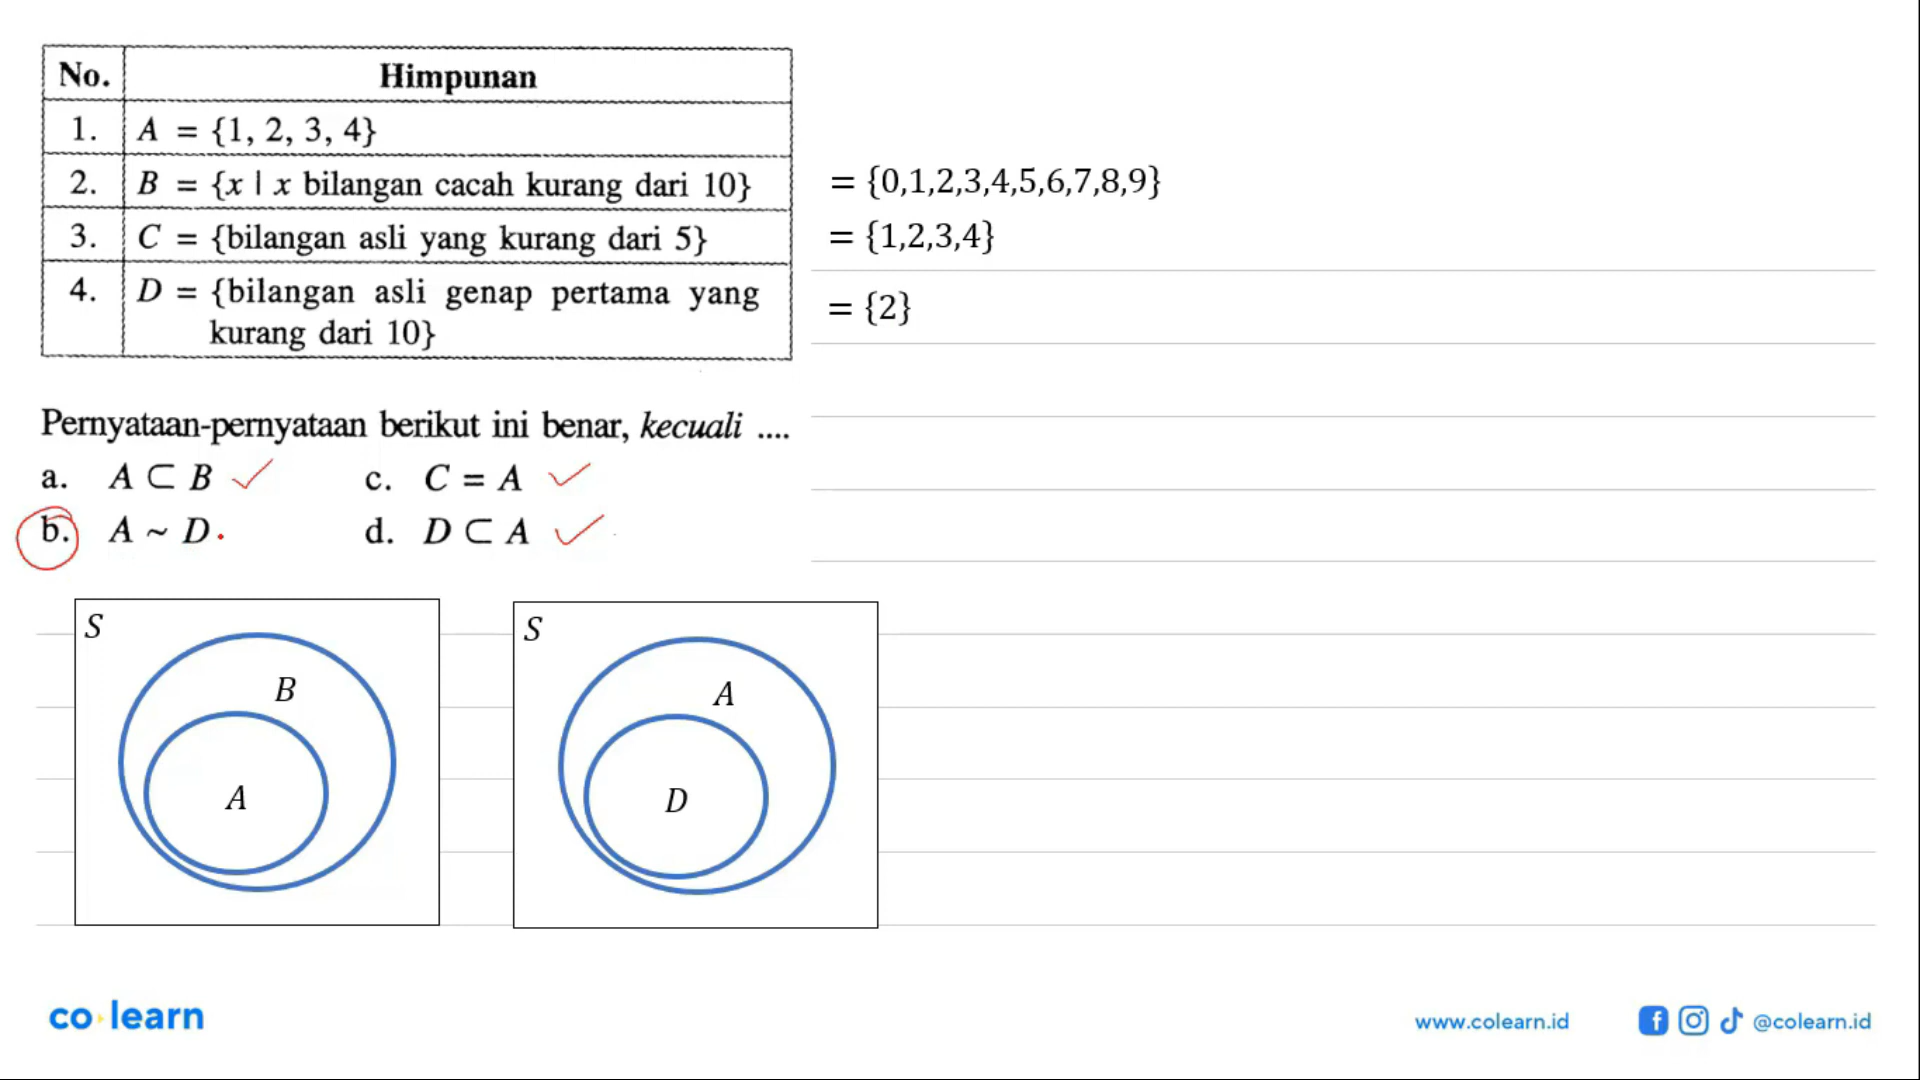 No. Himpunan
1. A = {1, 2, 3, 4}
2. B = {x | x bilangan cacah kurang dari 10} = {0,1,2,3,4,5,6,7,8,9}
3. C = {bilangan asli yang kurang dari 5} = {1,2,3,4}
4. D = {bilangan asli genap pertama yang = {2}
kurang dari 10}
Pernyataan-pernyataan berikut ini benar, kecuali ....
a. A ⊂ B ✓ c. C = A ✓
b. A ~ D. d. D ⊂ A ✓
S
B
A
S
A
D
co learn
www.colearn.id @colearn.id